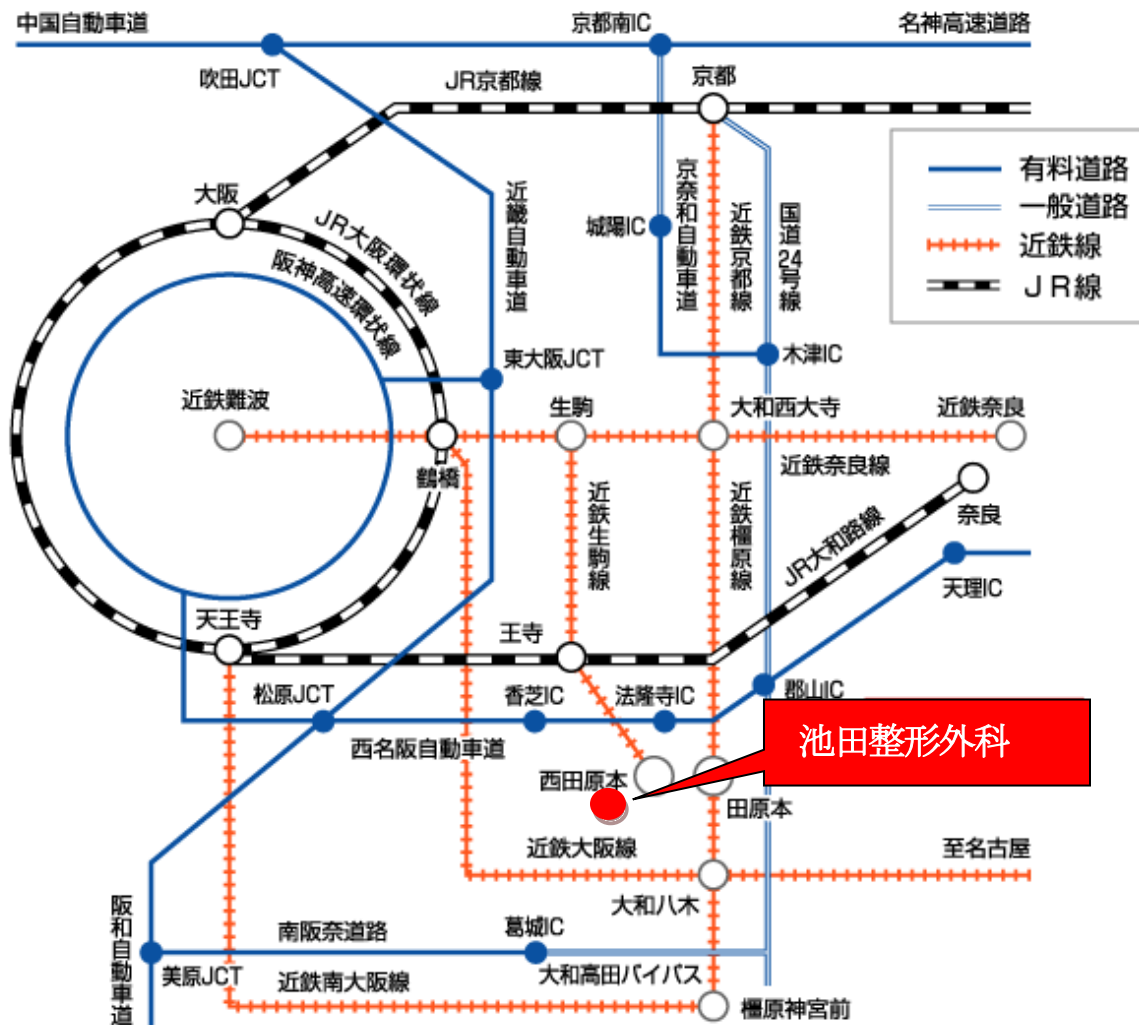 中国自動車道
京都南IC
名神高速道路
吹田JCT
JR京都線
京都
有料道路
一般道路
近鉄線
JR線
大阪
近畿自動車道
城陽IC
京奈和自動車道
近鉄京都線
国道24号線
JR大阪環状線
阪神高速環状線
東大阪JCT
木津IC
近鉄難波
生駒
大和西大寺
近鉄奈良
鶴橋
近鉄奈良線
近鉄生駒線
近鉄橿原線
奈良
JR大和路線
天理IC
天王寺
王寺
松原JCT
香芝IC
法隆寺IC
郡山IC
西名阪自動車道
池田整形外科
西田原本
田原本
近鉄大阪線
至名古屋
大和八木
阪和自動車道
南阪奈道路
葛城IC
美原JCT
近鉄南大阪線
大和高田バイパス
橿原神宮前